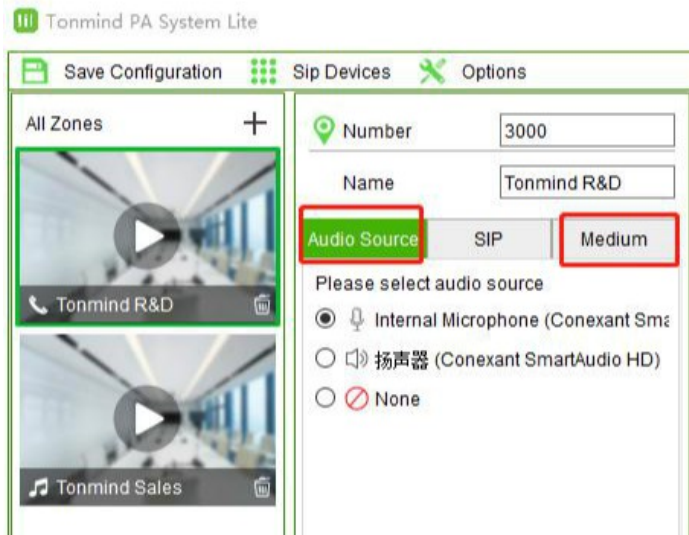 Tonmind PA System Lite
Save Configuration Sip Devices Options
All Zones
Tonmind R&D
Tonmind Sales
Number 3000
Name Tonmind R&D
Audio Source SIP Medium
Please select audio source
Internal Microphone (Conexant Sma
扬声器 (Conexant SmartAudio HD)
None